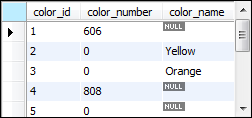 color_id color_number color_name
1 606 NULL
2 0 Yellow
3 0 Orange
4 808 NULL
5 0 NULL